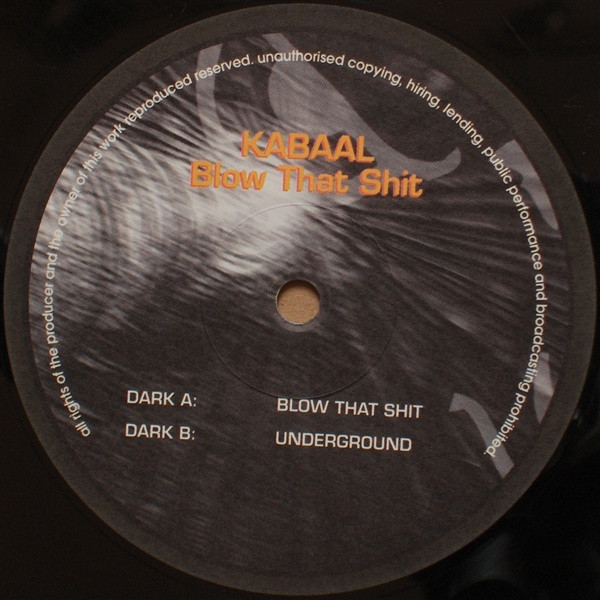 all rights of the producer and the owner of this work reproduced reserved. unauthorised copying, hiring, lending, public performance and broadcasting prohibited.
KABAAL
Blow That Shit
DARK A: BLOW THAT SHIT
DARK B: UNDERGROUND